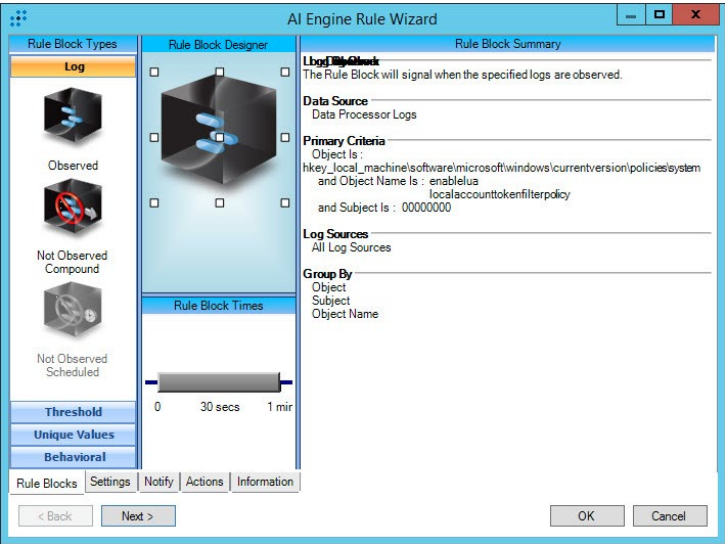 AI Engine Rule Wizard
Rule Block Types
Log
Observed
Not Observed
Compound
Not Observed
Scheduled
Threshold
Unique Values
Behavioral
Rule Block Designer
Rule Block Times
0 30 secs 1 mir
Rule Block Summary
The Rule Block will signal when the specified logs are observed.
Data Source
Data Processor Logs
Primary Criteria
Object Is :
hkey_local_machine\software\microsoft\windows\currentversion\policies\system
and Object Name Is : enablelua
localaccounttokenfilterpolicy
and Subject Is : 00000000
Log Sources
All Log Sources
Group By
Object
Subject
Object Name
Rule Blocks Settings Notify Actions Information
< Back Next > OK Cancel